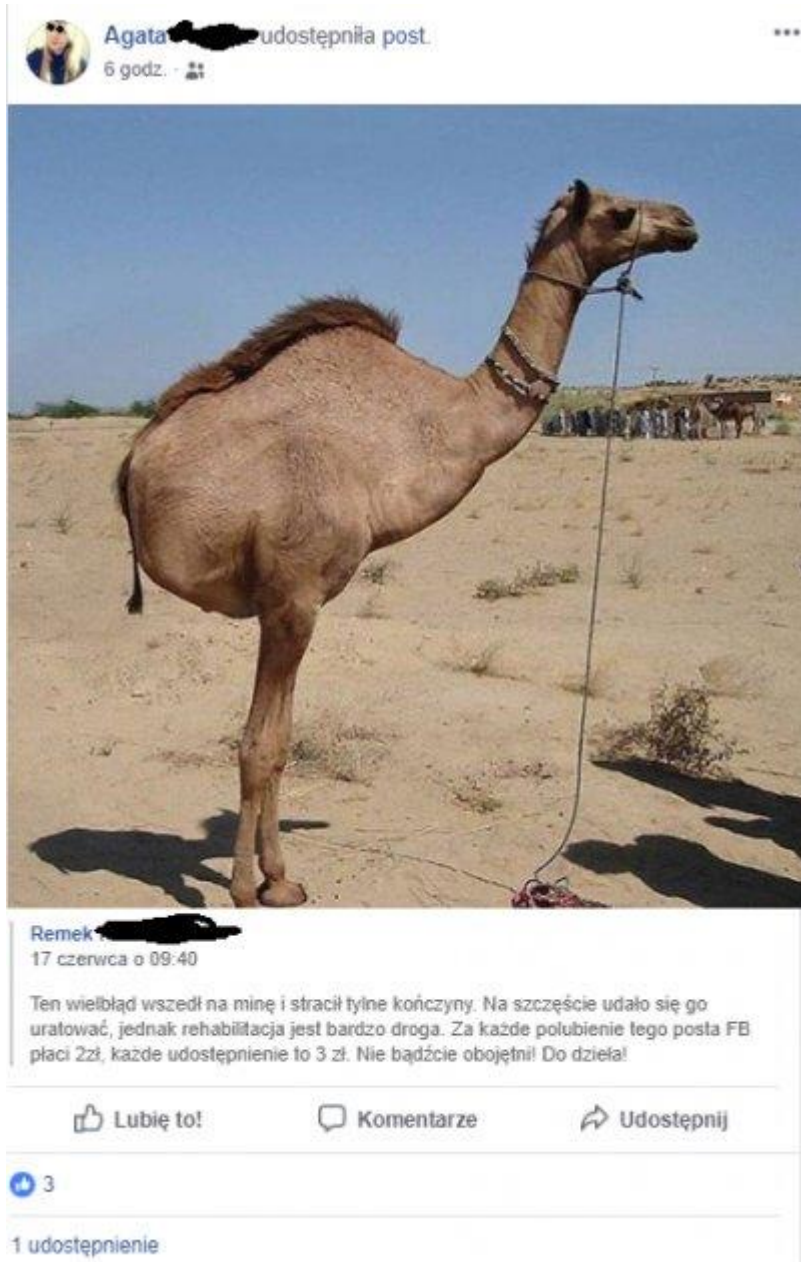 Agata udostępniła post.
6 godz.
Remek
17 czerwca o 09:40
Ten wielbłąd wszedł na minę i stracił tylne kończyny. Na szczęście udało się go
uratować, jednak rehabilitacja jest bardzo droga. Za każde polubienie tego posta FB
płaci 2zł, każde udostępnienie to 3 zł. Nie bądźcie obojętni! Do dzieła!
Lubię to! Komentarze Udostępnij
3
1 udostępnienie